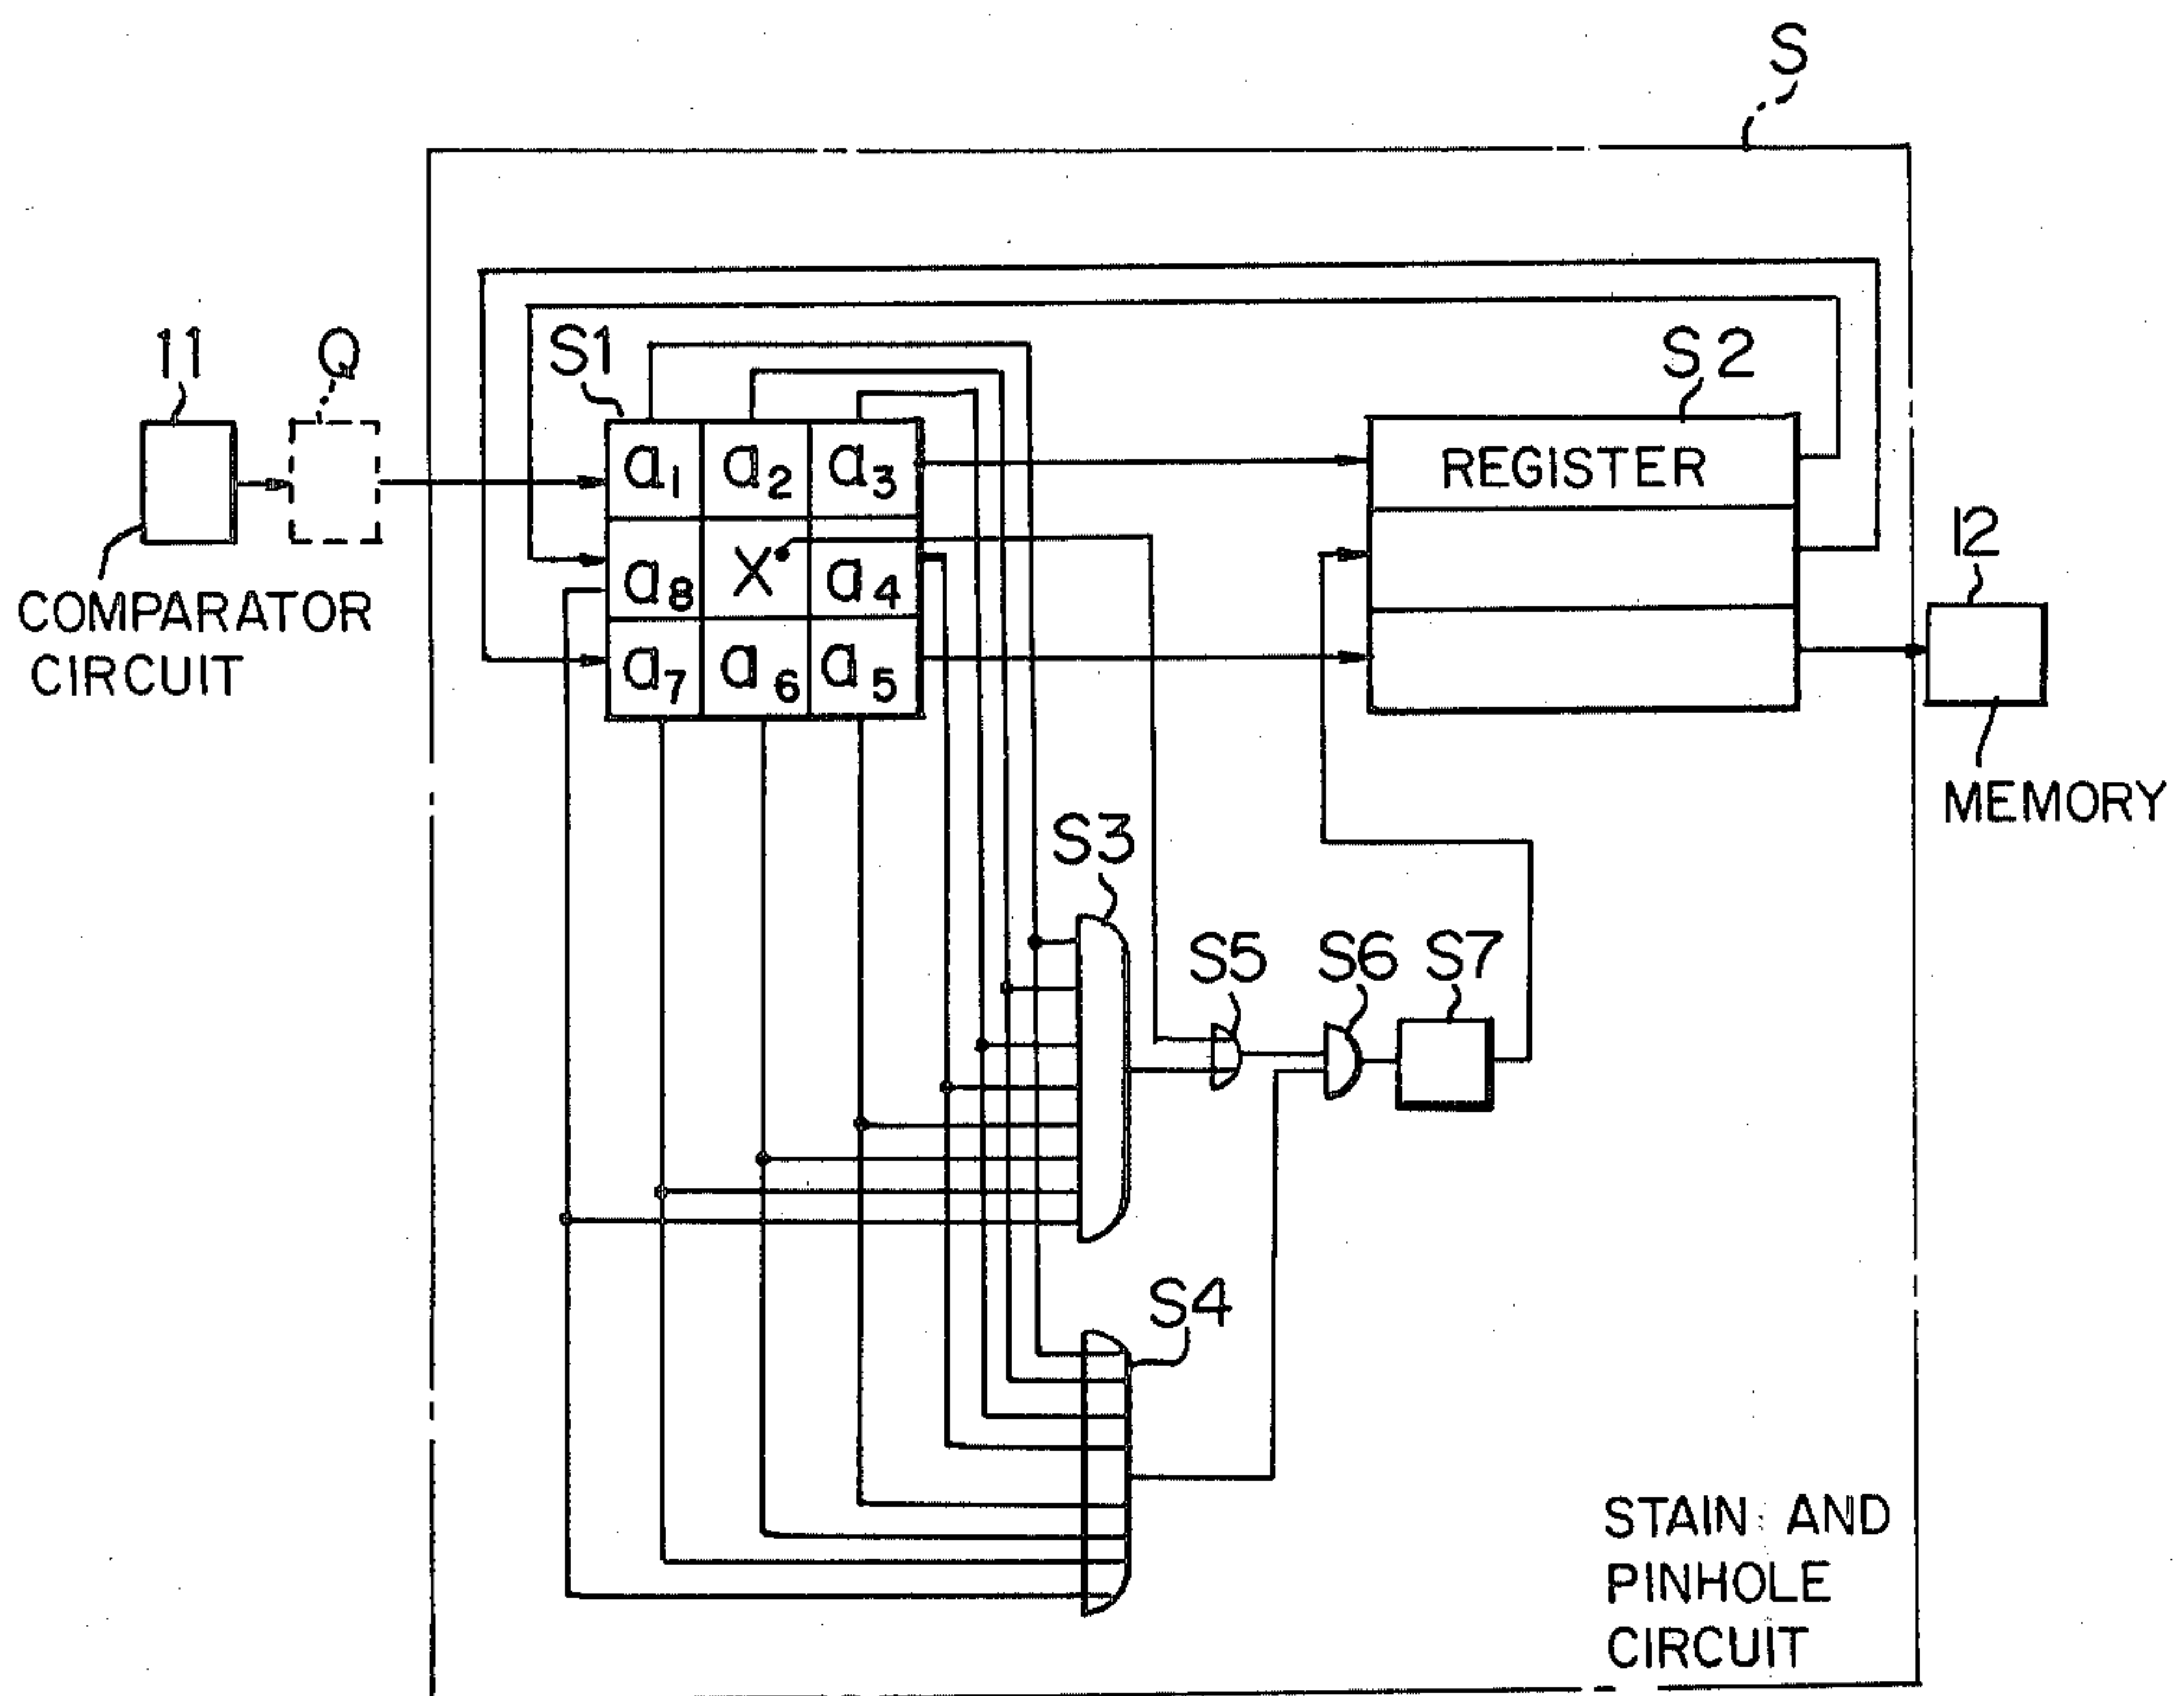 S
11
Q
S1
S2
a1 a2 a3
REGISTER
a8 X a4
12
COMPARATOR
CIRCUIT
a7 a6 a5
MEMORY
S3
S5
S6
S7
S4
STAIN AND
PINHOLE
CIRCUIT